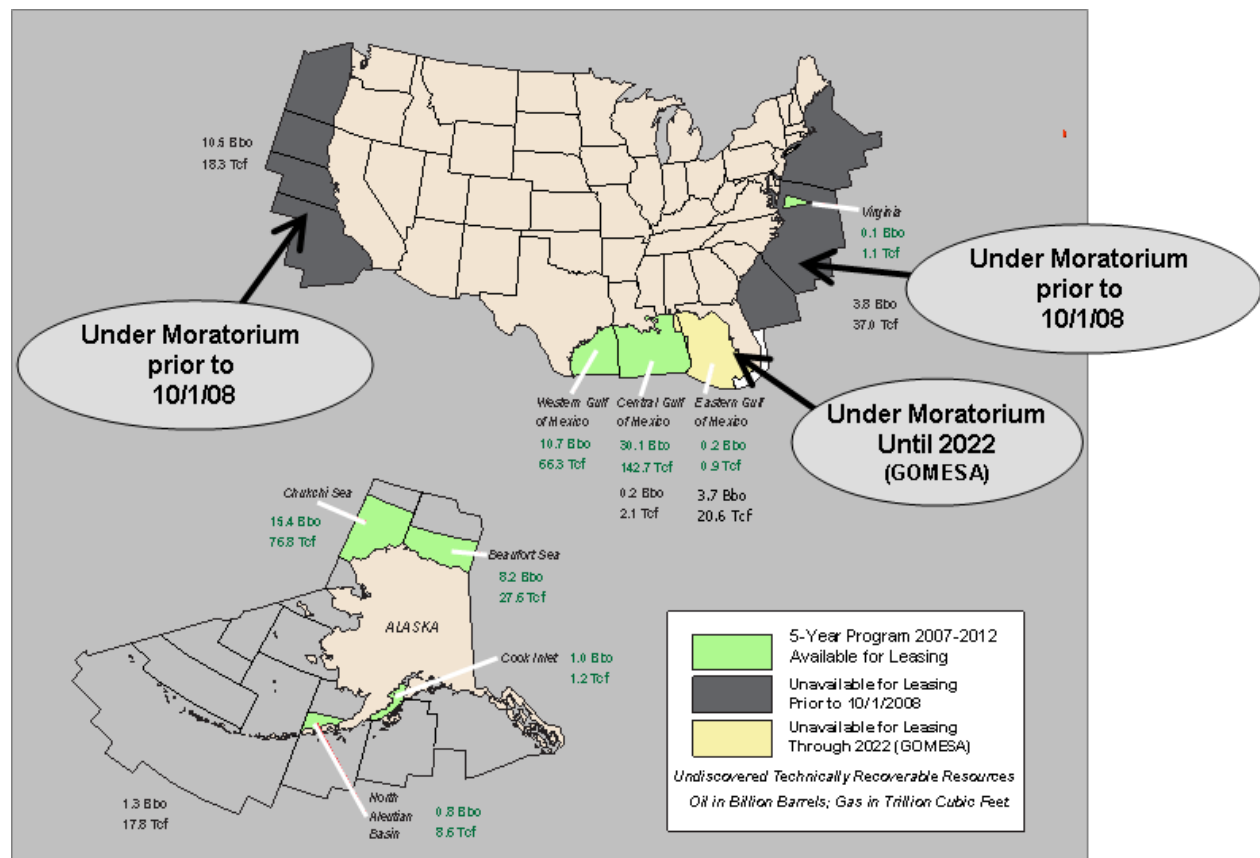 10.5 Bbo
18.3 Tcf
Under Moratorium
prior to
10/1/08
Virginia
0.1 Bbo
1.1 Tcf
3.8 Bbo
37.0 Tcf
Under Moratorium
prior to
10/1/08
Western Gulf
of Mexico
10.7 Bbo
66.3 Tcf
Central Gulf
of Mexico
30.1 Bbo
142.7 Tcf
0.2 Bbo
2.1 Tcf
Eastern Gulf
of Mexico
0.2 Bbo
0.9 Tcf
3.7 Bbo
20.6 Tcf
Under Moratorium
Until 2022
(GOMESA)
Chukchi Sea
15.4 Bbo
76.8 Tcf
Beaufort Sea
8.2 Bbo
27.6 Tcf
ALASKA
Cook Inlet 1.0 Bbo
1.2 Tcf
1.3 Bbo
17.8 Tcf
North
Aleutian
Basin
0.8 Bbo
8.6 Tcf
5-Year Program 2007-2012
Available for Leasing
Unavailable for Leasing
Prior to 10/1/2008
Unavailable for Leasing
Through 2022 (GOMESA)
Undiscovered Technically Recoverable Resources
Oil in Billion Barrels; Gas in Trillion Cubic Feet